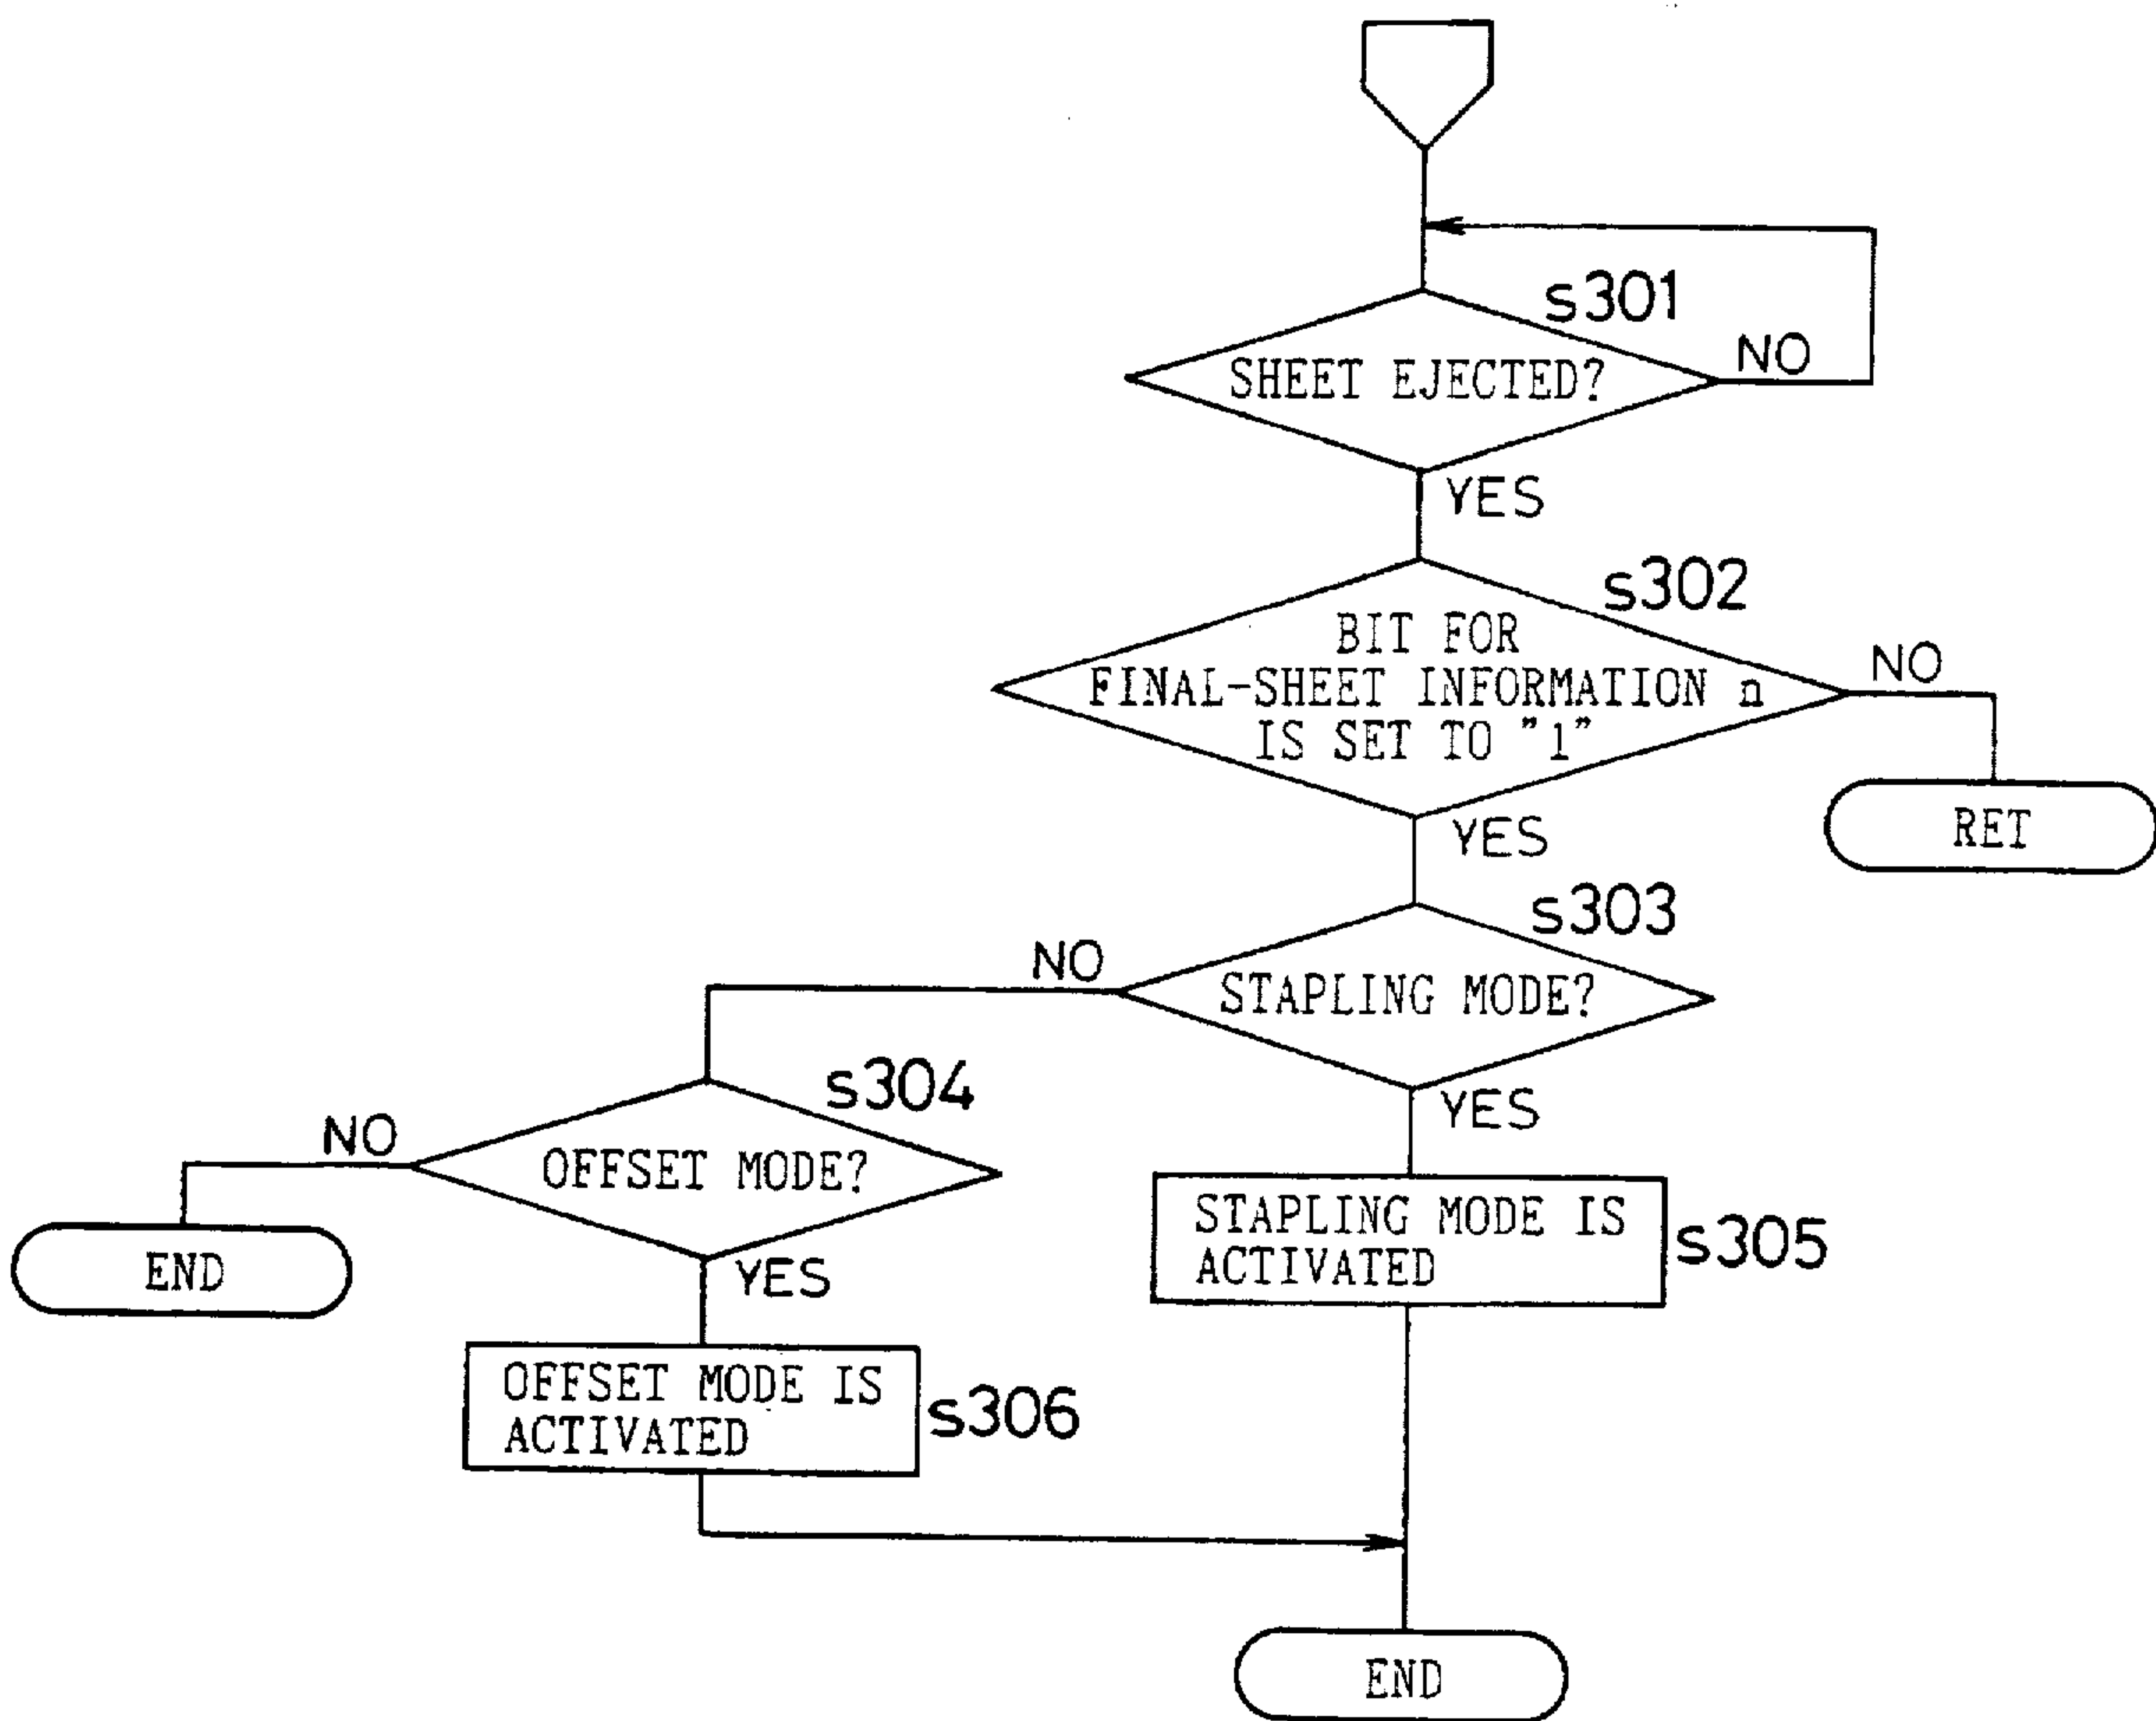 s301
SHEET EJECTED?
NO
YES
s302
BIT FOR
FINAL-SHEET INFORMATION n
IS SET TO "1"
NO
YES
RET
s303
NO
STAPLING MODE?
YES
s304
NO
OFFSET MODE?
YES
END
STAPLING MODE IS
ACTIVATED
s305
OFFSET MODE IS
ACTIVATED
s306
END